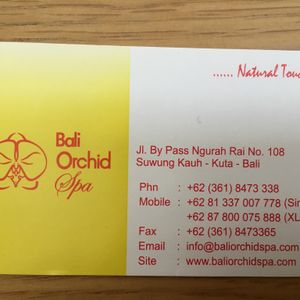 ...... Natural
Bali
Orchid
Spa
Jl. By Pass Ngurah Rai No. 108
Suwung Kauh - Kuta - Bali
Phn : +62 (361) 8473 338
Mobile : +62 81 337 007 778
+62 87 800 075 888 (XL
Fax : +62 (361) 8473365
Email : info@baliorchidspa.com
Site : www.baliorchidspa.com